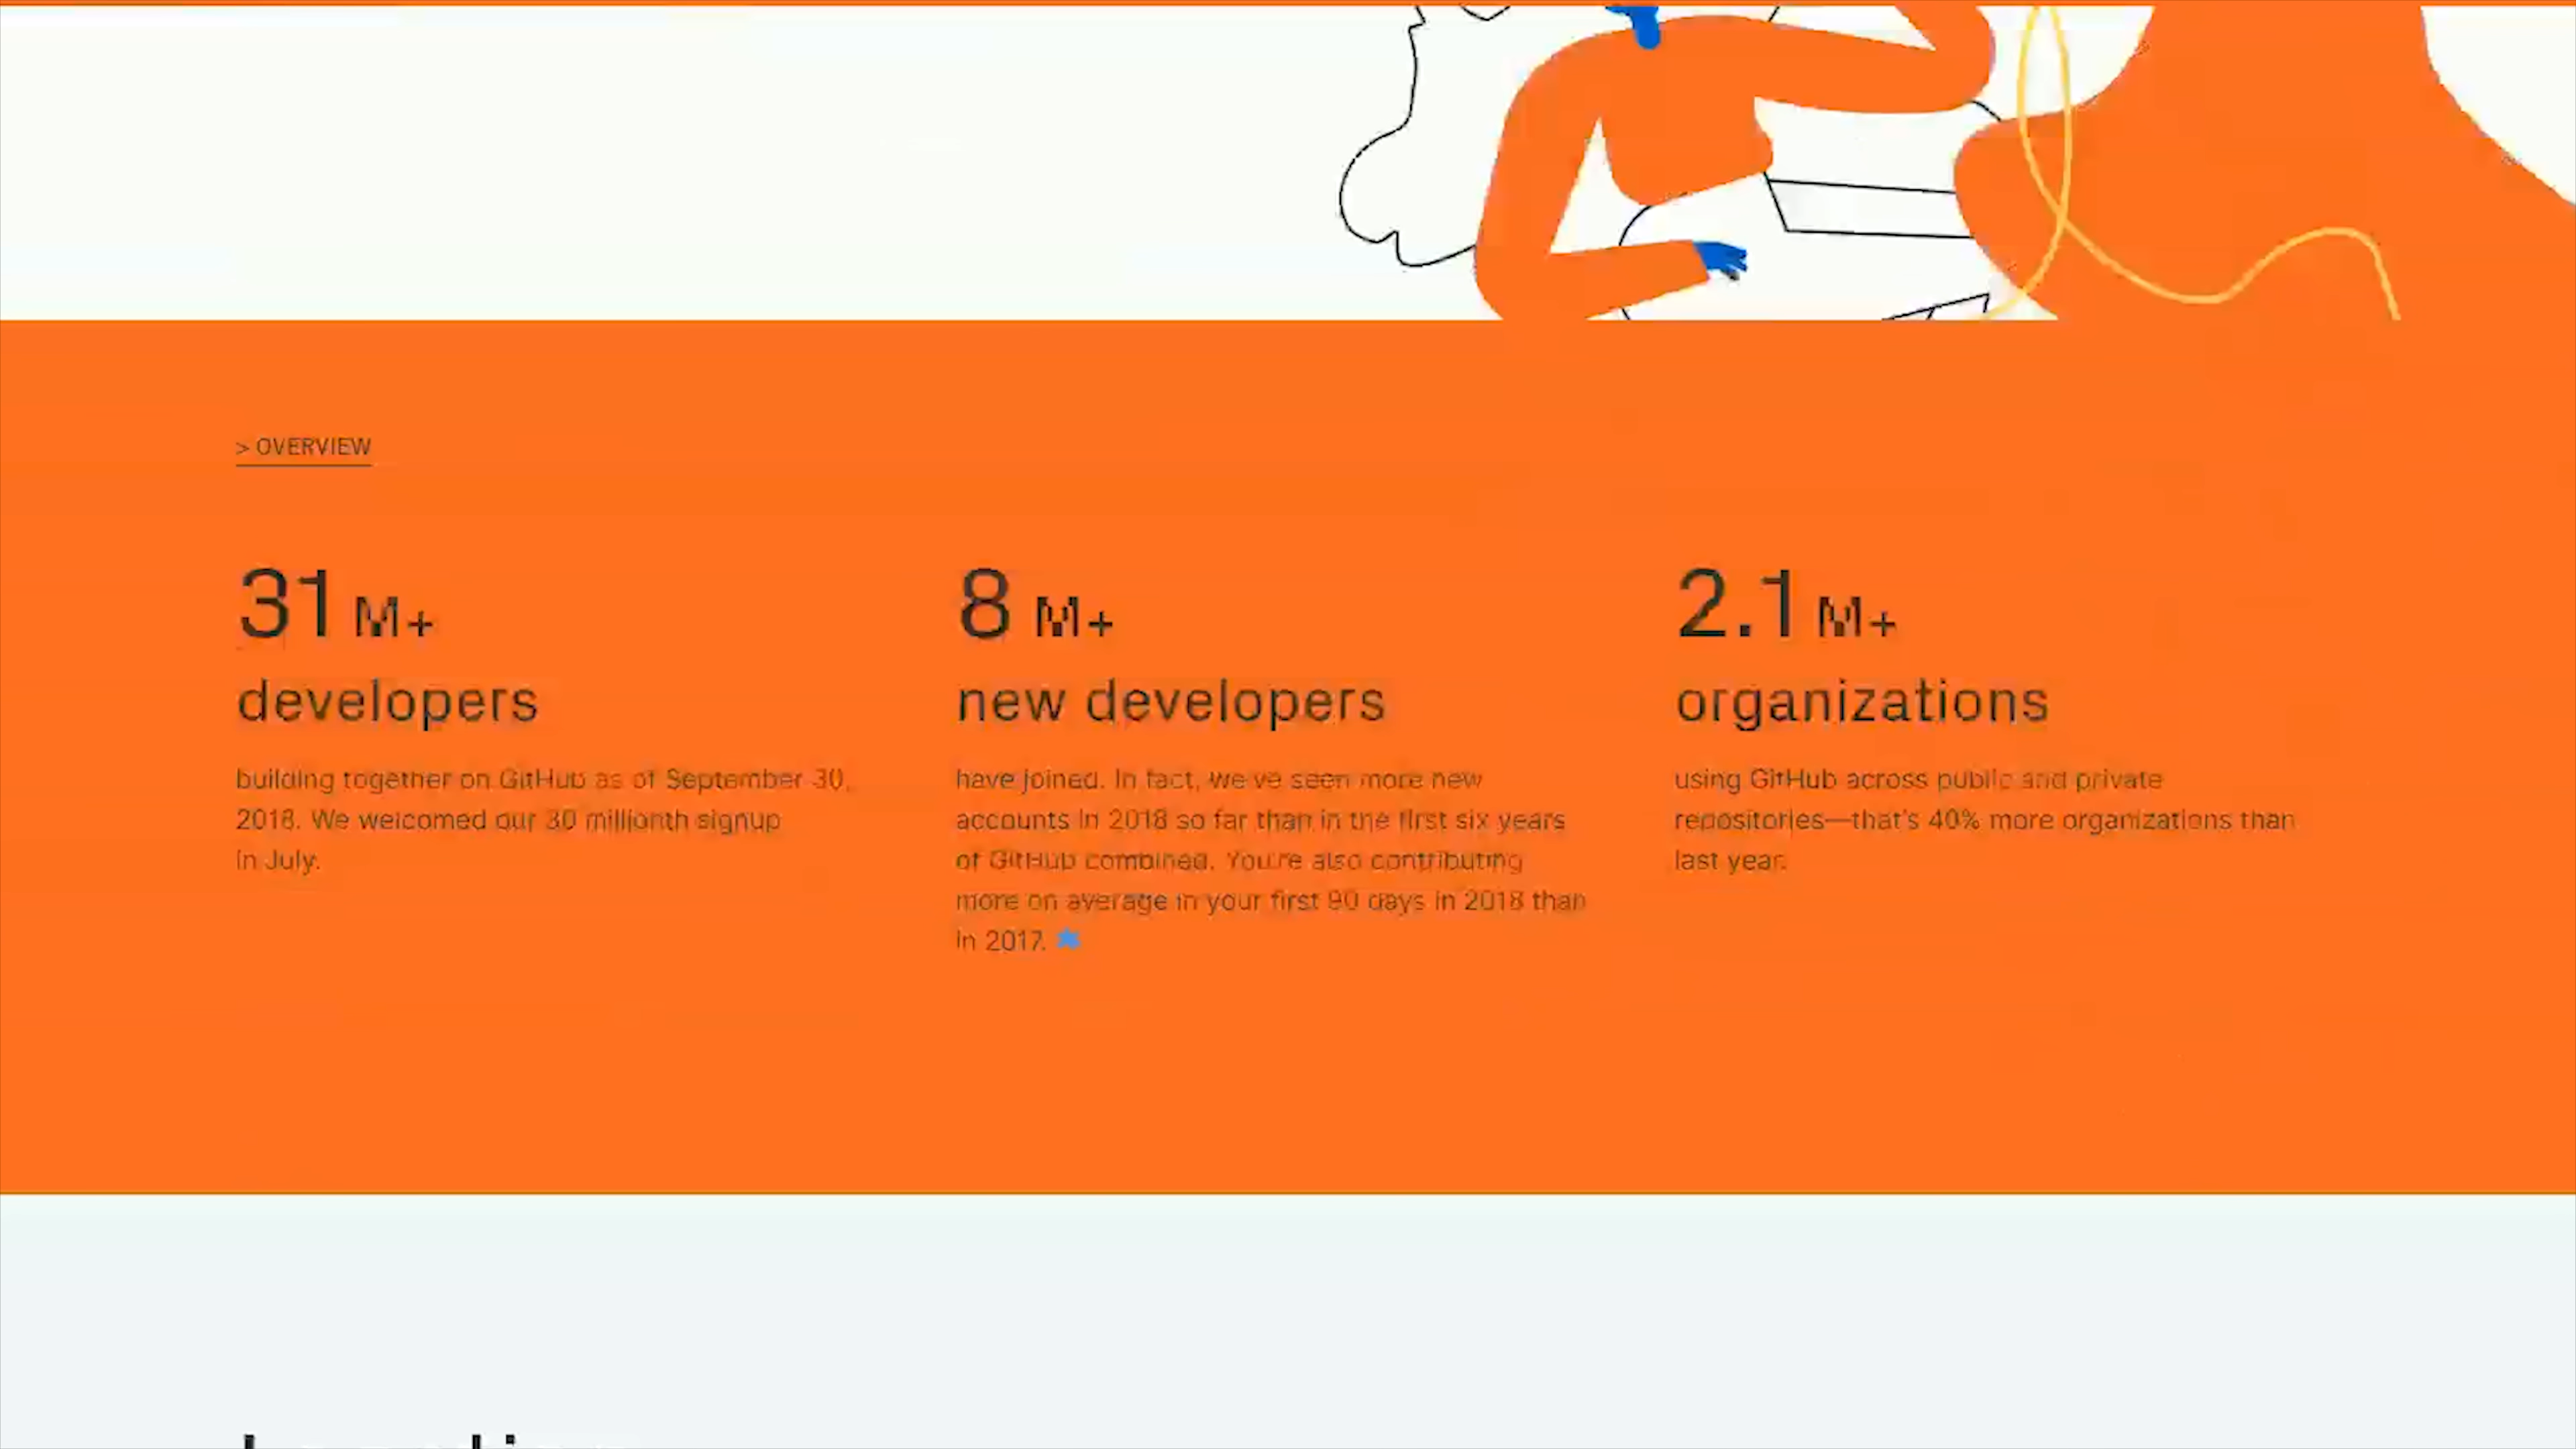 > OVERVIEW
31 M+
developers
building together on GitHub as of September 30,
2018. We welcomed our 30 millionth signup
in July.
8 M+
new developers
have joined. In fact, we've seen more new
accounts in 2018 so far than in the first six years
of GitHub combined. You're also contributing
more on average in your first 90 days in 2018 than
in 2017. *
2.1 M+
organizations
using GitHub across public and private
repositories—that's 40% more organizations than
last year.